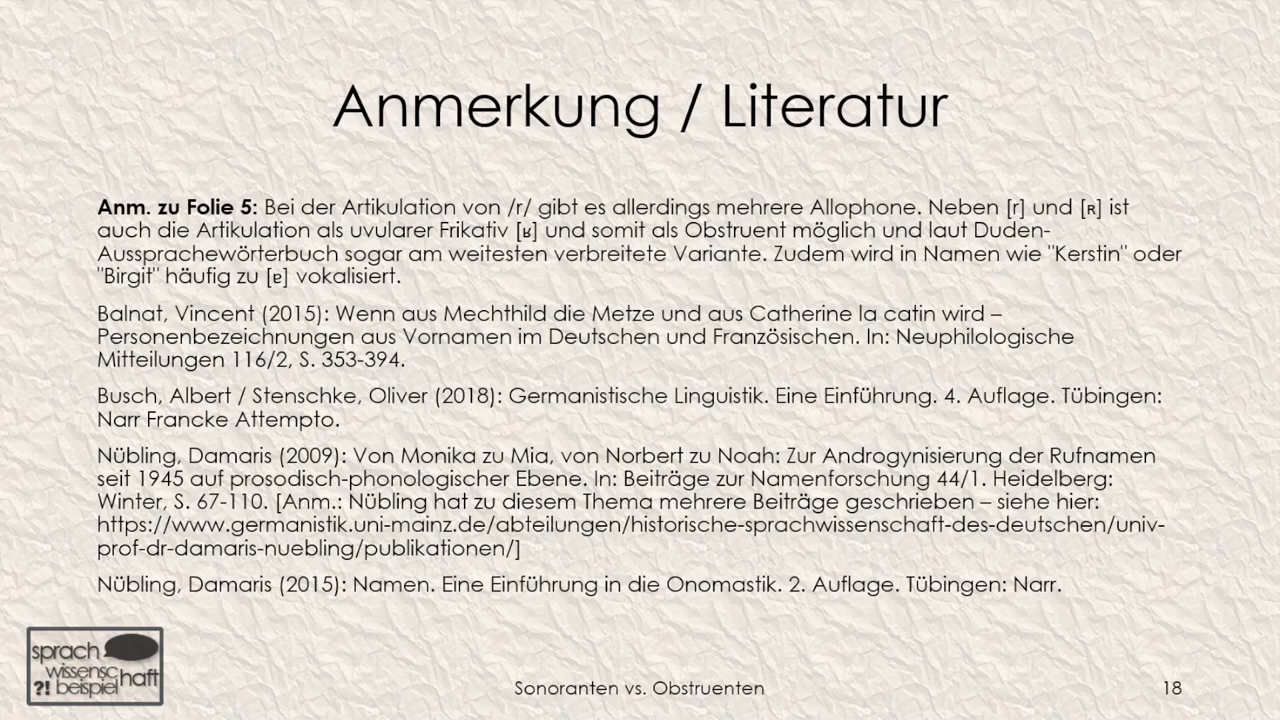 Anmerkung / Literatur
Anm. zu Folie 5: Bei der Artikulation von /r/ gibt es allerdings mehrere Allophone. Neben [r] und [ʀ] ist
auch die Artikulation als uvularer Frikativ [ʁ] und somit als Obstruent möglich und laut Duden-
Aussprachewörterbuch sogar am weitesten verbreitete Variante. Zudem wird in Namen wie "Kerstin" oder
"Birgit" häufig zu [ɐ] vokalisiert.
Balnat, Vincent (2015): Wenn aus Mechthild die Metze und aus Catherine la catin wird –
Personenbezeichnungen aus Vornamen im Deutschen und Französischen. In: Neuphilologische
Mitteilungen 116/2, S. 353-394.
Busch, Albert / Stenschke, Oliver (2018): Germanistische Linguistik. Eine Einführung. 4. Auflage. Tübingen:
Narr Francke Attempto.
Nübling, Damaris (2009): Von Monika zu Mia, von Norbert zu Noah: Zur Androgynisierung der Rufnamen
seit 1945 auf prosodisch-phonologischer Ebene. In: Beiträge zur Namenforschung 44/1. Heidelberg:
Winter, S. 67-110. [Anm.: Nübling hat zu diesem Thema mehrere Beiträge geschrieben – siehe hier:
https://www.germanistik.uni-mainz.de/abteilungen/historische-sprachwissenschaft-des-deutschen/univ-
prof-dr-damaris-nuebling/publikationen/]
Nübling, Damaris (2015): Namen. Eine Einführung in die Onomastik. 2. Auflage. Tübingen: Narr.
sprach
wissensc
haft
?! beispiel
Sonoranten vs. Obstruenten
18